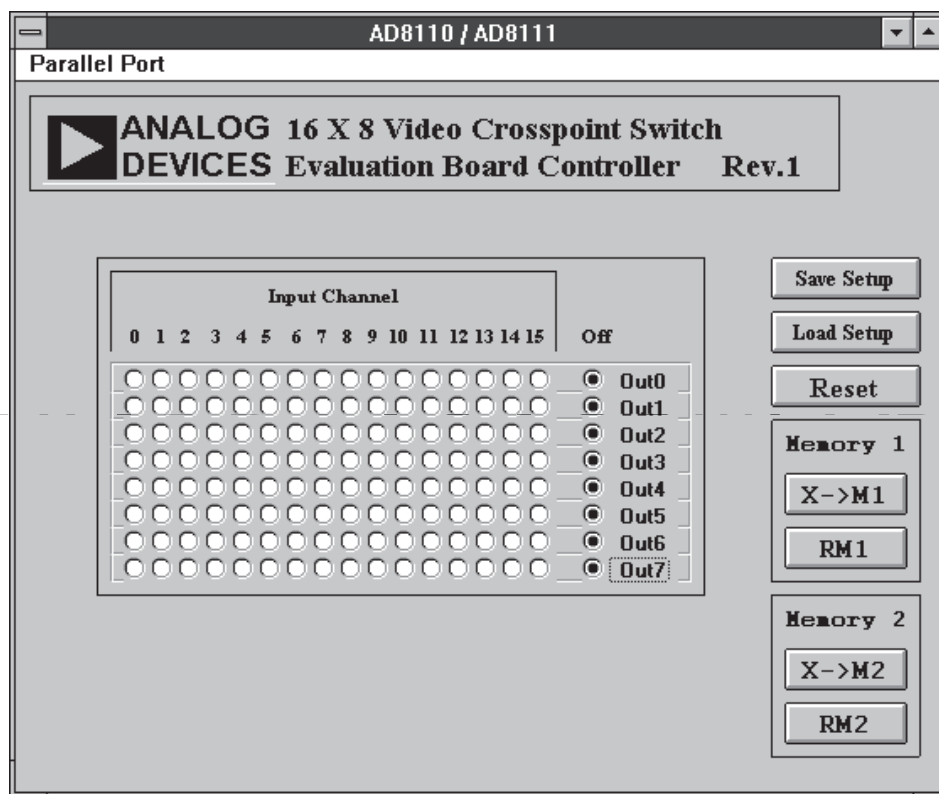 AD8110 / AD8111
Parallel Port
ANALOG DEVICES
16 X 8 Video Crosspoint Switch
Evaluation Board Controller Rev.1
Input Channel
0 1 2 3 4 5 6 7 8 9 10 11 12 13 14 15 Off
Out0
Out1
Out2
Out3
Out4
Out5
Out6
Out7
Save Setup
Load Setup
Reset
Memory 1
X->M1
RM1
Memory 2
X->M2
RM2